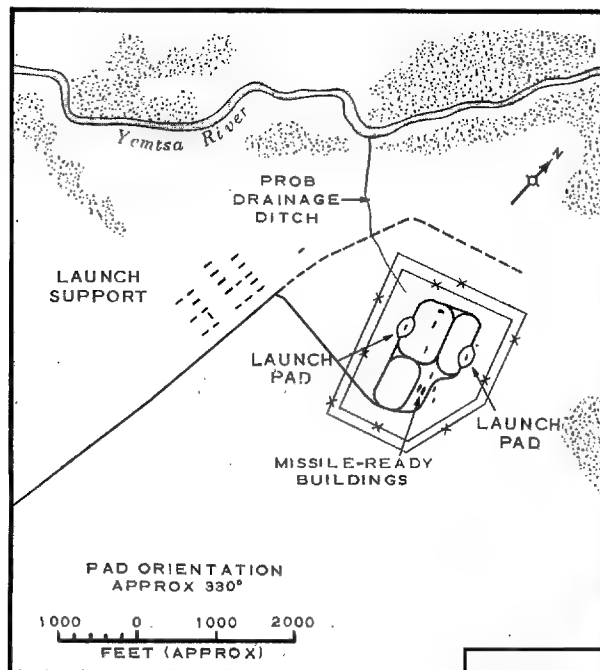 Yemtsa River
N
PROB
DRAINAGE
DITCH
LAUNCH
SUPPORT
LAUNCH
PAD
LAUNCH
PAD
MISSILE-READY
BUILDINGS
PAD ORIENTATION
APPROX 330°
1000 0 1000 2000
FEET (APPROX)